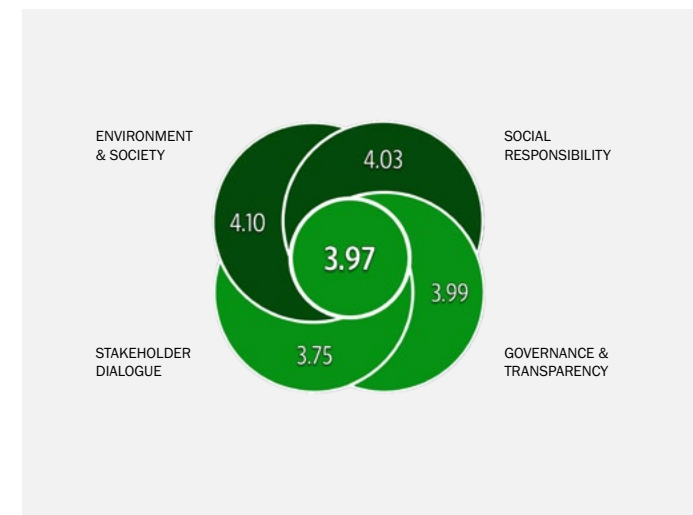 ENVIRONMENT
& SOCIETY
SOCIAL
RESPONSIBILITY
4.03
4.10
3.97
3.99
3.75
STAKEHOLDER
DIALOGUE
GOVERNANCE &
TRANSPARENCY